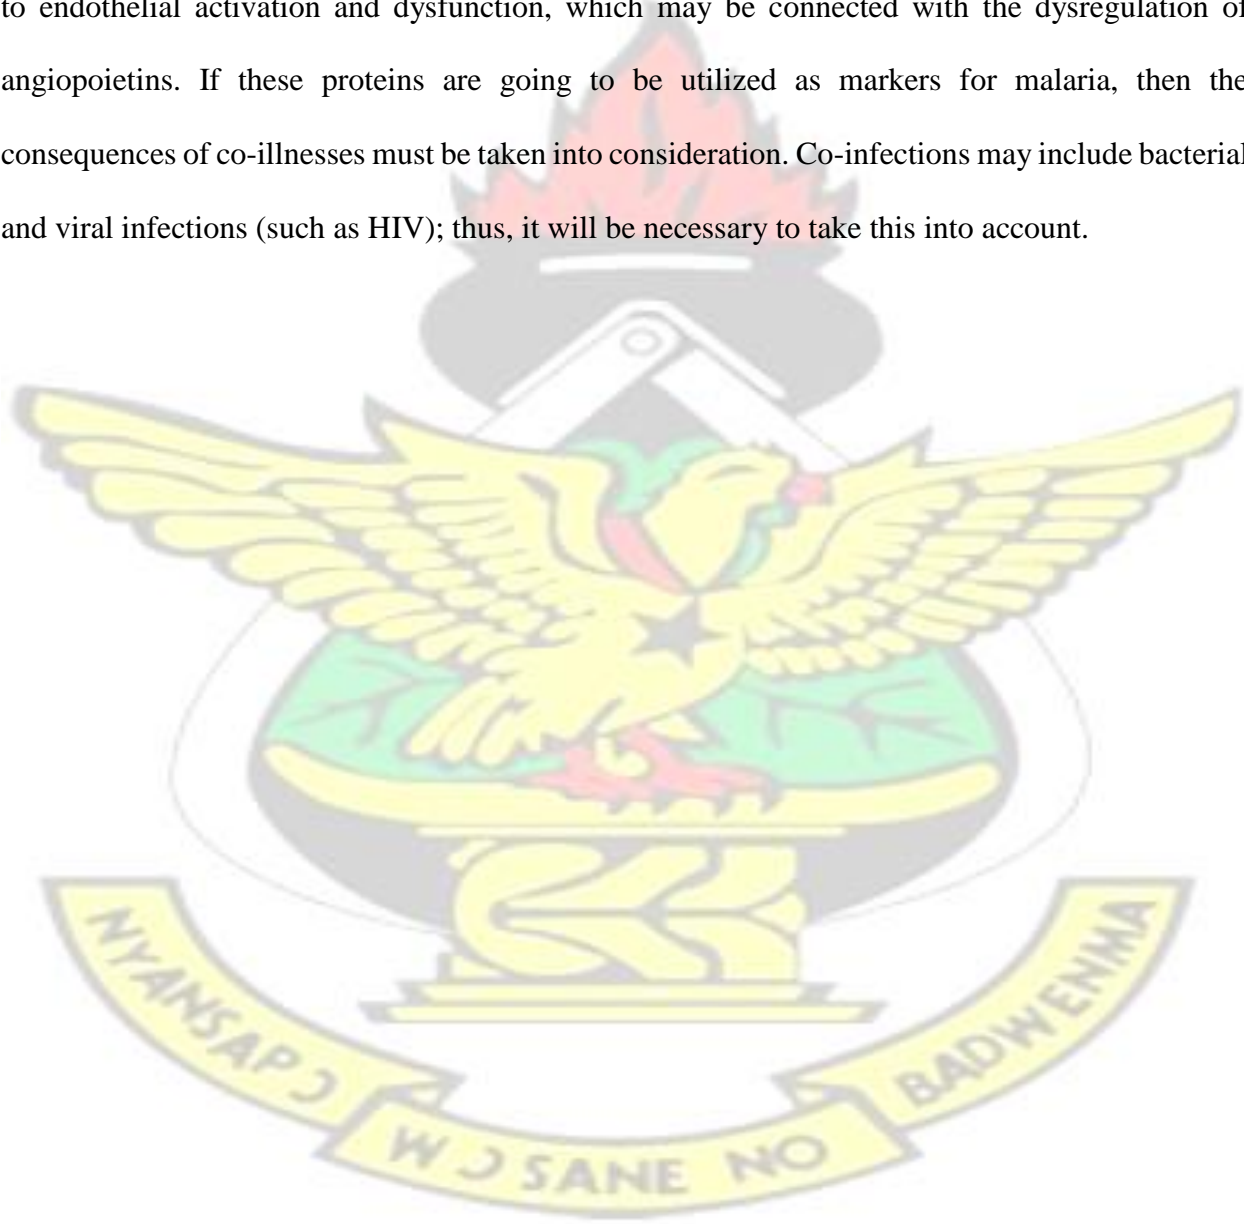 to endothelial activation and dysfunction, which may be connected with the dysregulation of
angiopoietins. If these proteins are going to be utilized as markers for malaria, then the
consequences of co-illnesses must be taken into consideration. Co-infections may include bacterial
and viral infections (such as HIV); thus, it will be necessary to take this into account.
NYANSAPƆ
WƆSANE NO
BADWENMA